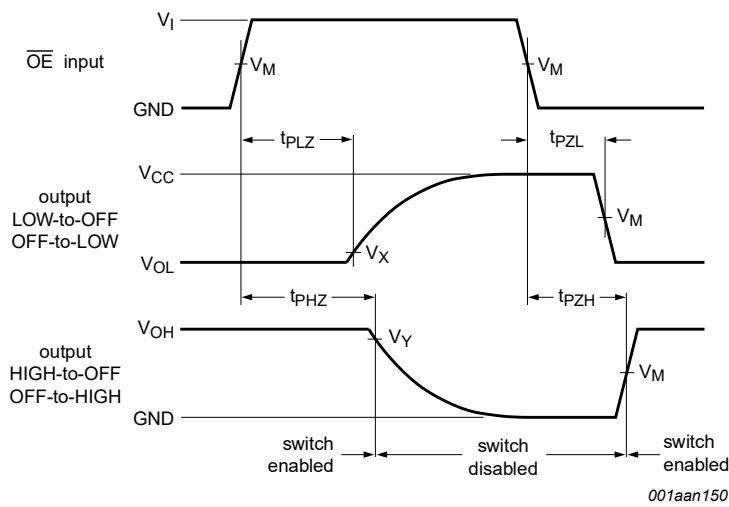 V_I
OE input
V_M
V_M
GND
t_PLZ
t_PZL
V_CC
output
LOW-to-OFF
OFF-to-LOW
V_M
V_X
V_OL
t_PHZ
t_PZH
V_OH
V_Y
output
HIGH-to-OFF
OFF-to-HIGH
V_M
GND
switch
enabled
switch
disabled
switch
enabled
001aan150